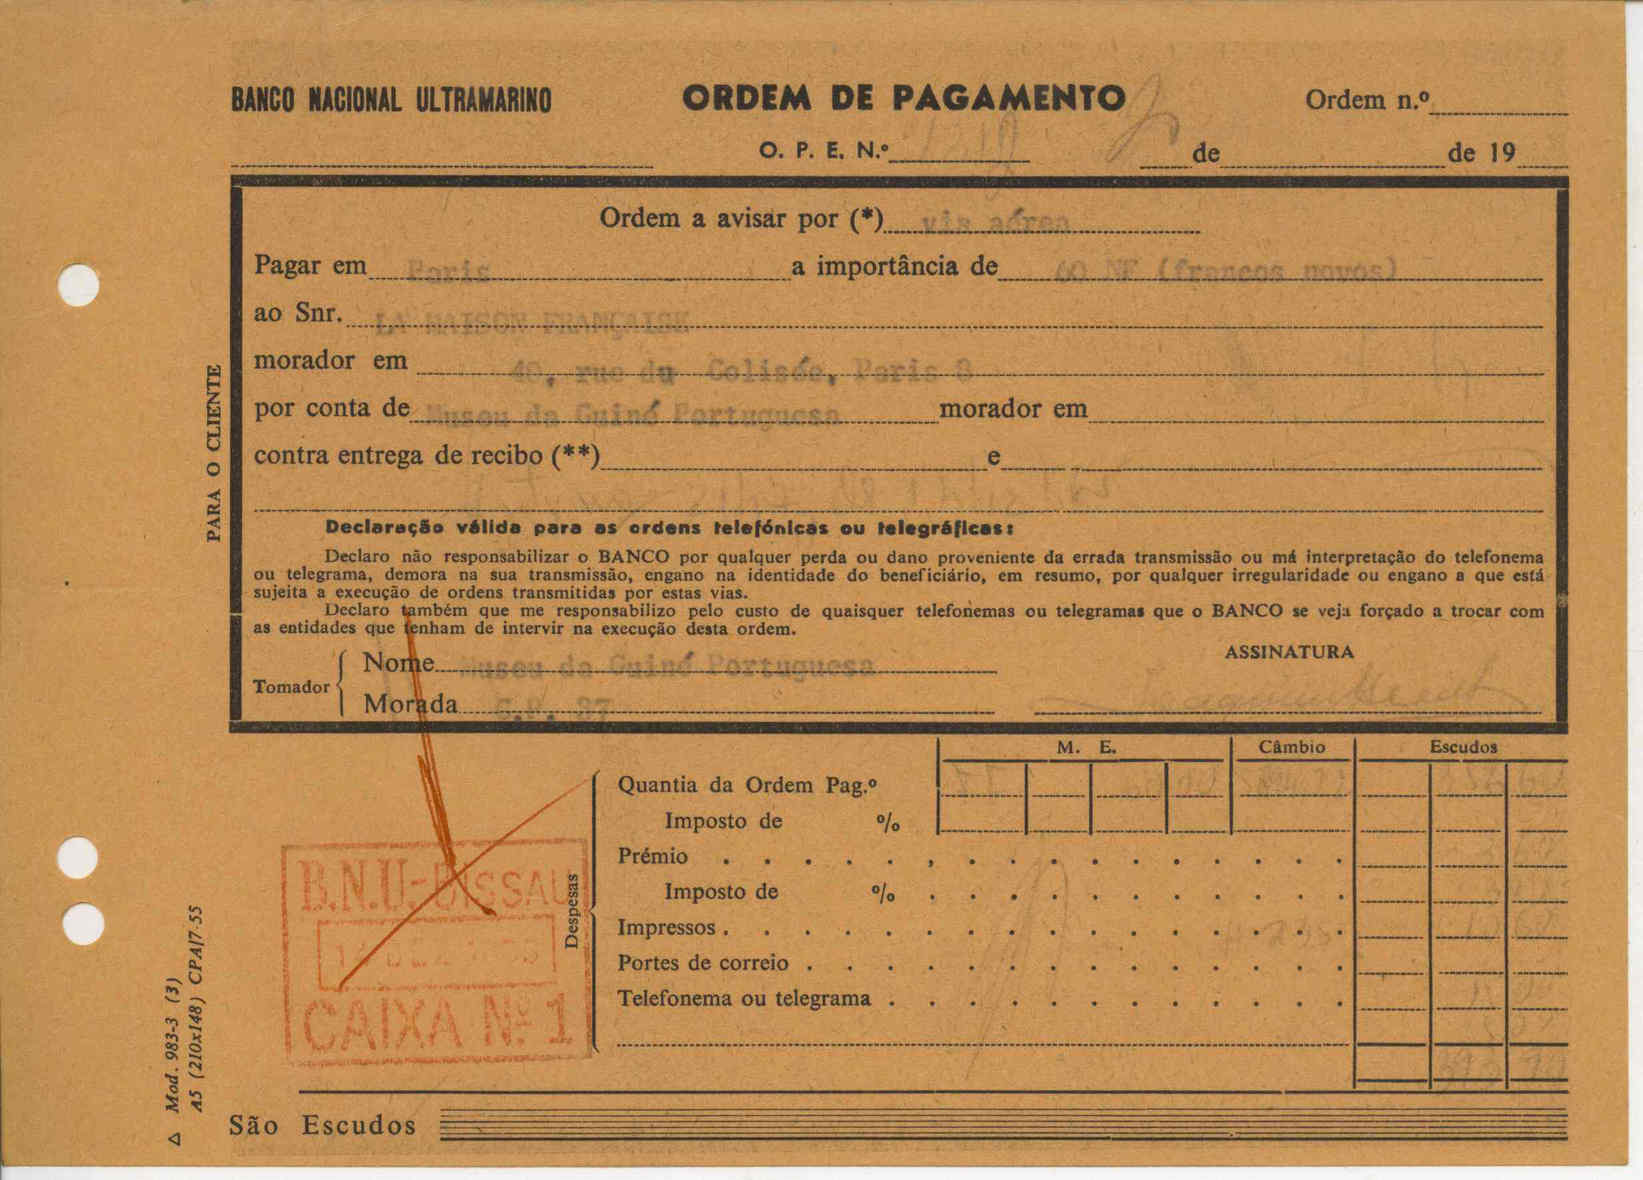 BANCO NACIONAL ULTRAMARINO ORDEM DE PAGAMENTO Ordem n.º
O. P. E. N.º de de 19
Ordem a avisar por (*) via aérea
Pagar em Paris a importância de 60 NF (francos novos)
ao Snr. LA MAISON FRANÇAISE
morador em 40, rue du Colisée, Paris 8
por conta de Museu da Guiné Portuguesa morador em
contra entrega de recibo (**) e
PARA O CLIENTE
Declaração válida para as ordens telefónicas ou telegráficas:
Declaro não responsabilizar o BANCO por qualquer perda ou dano proveniente da errada transmissão ou má interpretação do telefonema
ou telegrama, demora na sua transmissão, engano na identidade do beneficiário, em resumo, por qualquer irregularidade ou engano a que está
sujeita a execução de ordens transmitidas por estas vias.
Declaro também que me responsabilizo pelo custo de quaisquer telefonemas ou telegramas que o BANCO se veja forçado a trocar com
as entidades que tenham de intervir na execução desta ordem.
ASSINATURA
Tomador
Nome Museu da Guiné Portuguesa
Morada C.P. 37
M. E. Câmbio Escudos
Quantia da Ordem Pag.º
Imposto de %
Despesas
Prémio
Imposto de %
Impressos
Portes de correio
Telefonema ou telegrama
B.N.U.-BISSAU
CAIXA Nº 1
São Escudos
Mod. 983-3 (3)
A5 (210x148) CPA/7-55